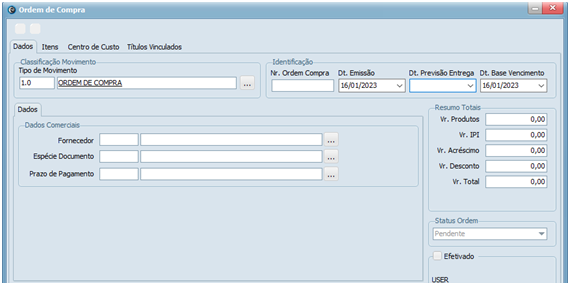 Ordem de Compra
Dados Itens Centro de Custo Títulos Vinculados
Classificação Movimento
Tipo de Movimento
1.0 ORDEM DE COMPRA ...
Identificação
Nr. Ordem Compra Dt. Emissão Dt. Previsão Entrega Dt. Base Vencimento
16/01/2023 16/01/2023
Dados
Dados Comerciais
Fornecedor ...
Espécie Documento ...
Prazo de Pagamento ...
Resumo Totais
Vr. Produtos 0,00
Vr. IPI 0,00
Vr. Acréscimo 0,00
Vr. Desconto 0,00
Vr. Total 0,00
Status Ordem
Pendente
Efetivado
USER